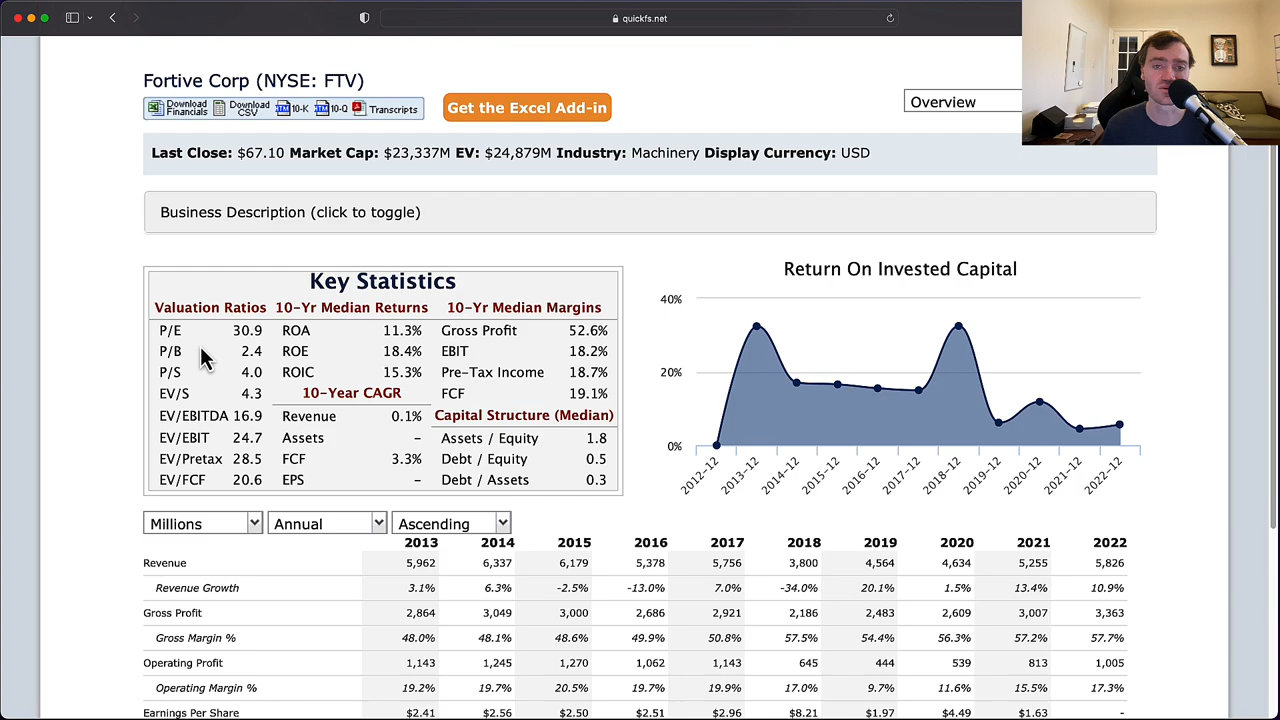 quickfs.net
Fortive Corp (NYSE: FTV)
Download Financials Download CSV 10-K 10-Q Transcripts
Get the Excel Add-in
Overview
Last Close: $67.10 Market Cap: $23,337M EV: $24,879M Industry: Machinery Display Currency: USD
Business Description (click to toggle)
Key Statistics
Valuation Ratios 10-Yr Median Returns 10-Yr Median Margins
P/E 30.9 ROA 11.3% Gross Profit 52.6%
P/B 2.4 ROE 18.4% EBIT 18.2%
P/S 4.0 ROIC 15.3% Pre-Tax Income 18.7%
EV/S 4.3 10-Year CAGR FCF 19.1%
EV/EBITDA 16.9 Revenue 0.1% Capital Structure (Median)
EV/EBIT 24.7 Assets - Assets / Equity 1.8
EV/Pretax 28.5 FCF 3.3% Debt / Equity 0.5
EV/FCF 20.6 EPS - Debt / Assets 0.3
Return On Invested Capital
40%
20%
0%
2012-12 2013-12 2014-12 2015-12 2016-12 2017-12 2018-12 2019-12 2020-12 2021-12 2022-12
Millions Annual Ascending
2013 2014 2015 2016 2017 2018 2019 2020 2021 2022
Revenue 5,962 6,337 6,179 5,378 5,756 3,800 4,564 4,634 5,255 5,826
Revenue Growth 3.1% 6.3% -2.5% -13.0% 7.0% -34.0% 20.1% 1.5% 13.4% 10.9%
Gross Profit 2,864 3,049 3,000 2,686 2,921 2,186 2,483 2,609 3,007 3,363
Gross Margin % 48.0% 48.1% 48.6% 49.9% 50.8% 57.5% 54.4% 56.3% 57.2% 57.7%
Operating Profit 1,143 1,245 1,270 1,062 1,143 645 444 539 813 1,005
Operating Margin % 19.2% 19.7% 20.5% 19.7% 19.9% 17.0% 9.7% 11.6% 15.5% 17.3%
Earnings Per Share $2.41 $2.56 $2.50 $2.51 $2.96 $8.21 $1.97 $4.49 $1.63 -